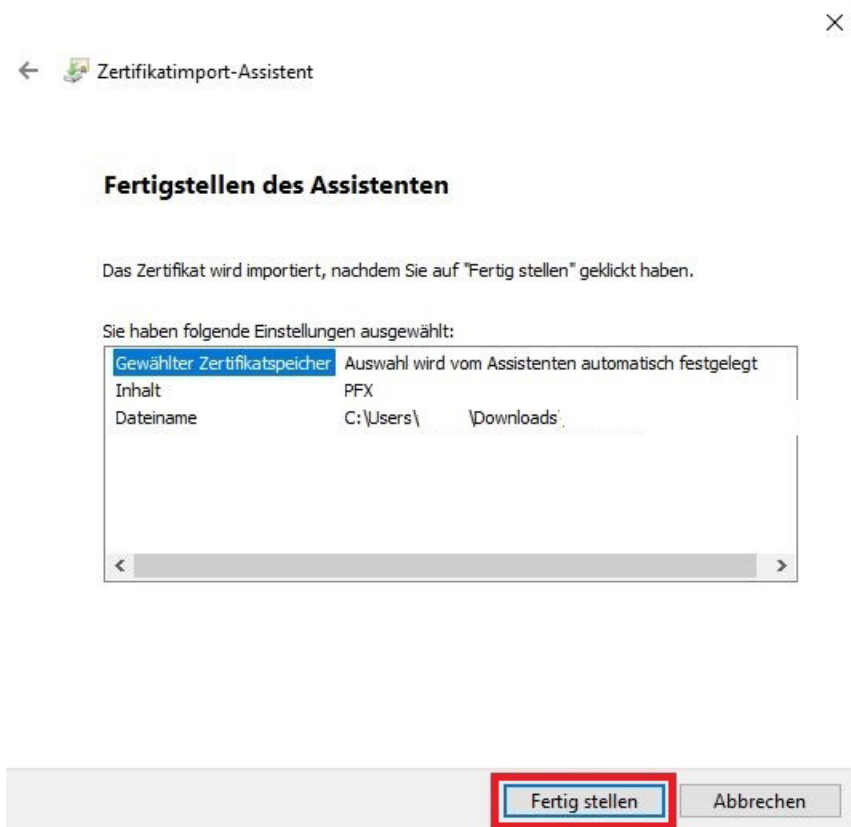 Zertifikatimport-Assistent
Fertigstellen des Assistenten
Das Zertifikat wird importiert, nachdem Sie auf "Fertig stellen" geklickt haben.
Sie haben folgende Einstellungen ausgewählt:
Gewählter Zertifikatspeicher Auswahl wird vom Assistenten automatisch festgelegt
Inhalt PFX
Dateiname C:\Users\ \Downloads
Fertig stellen Abbrechen